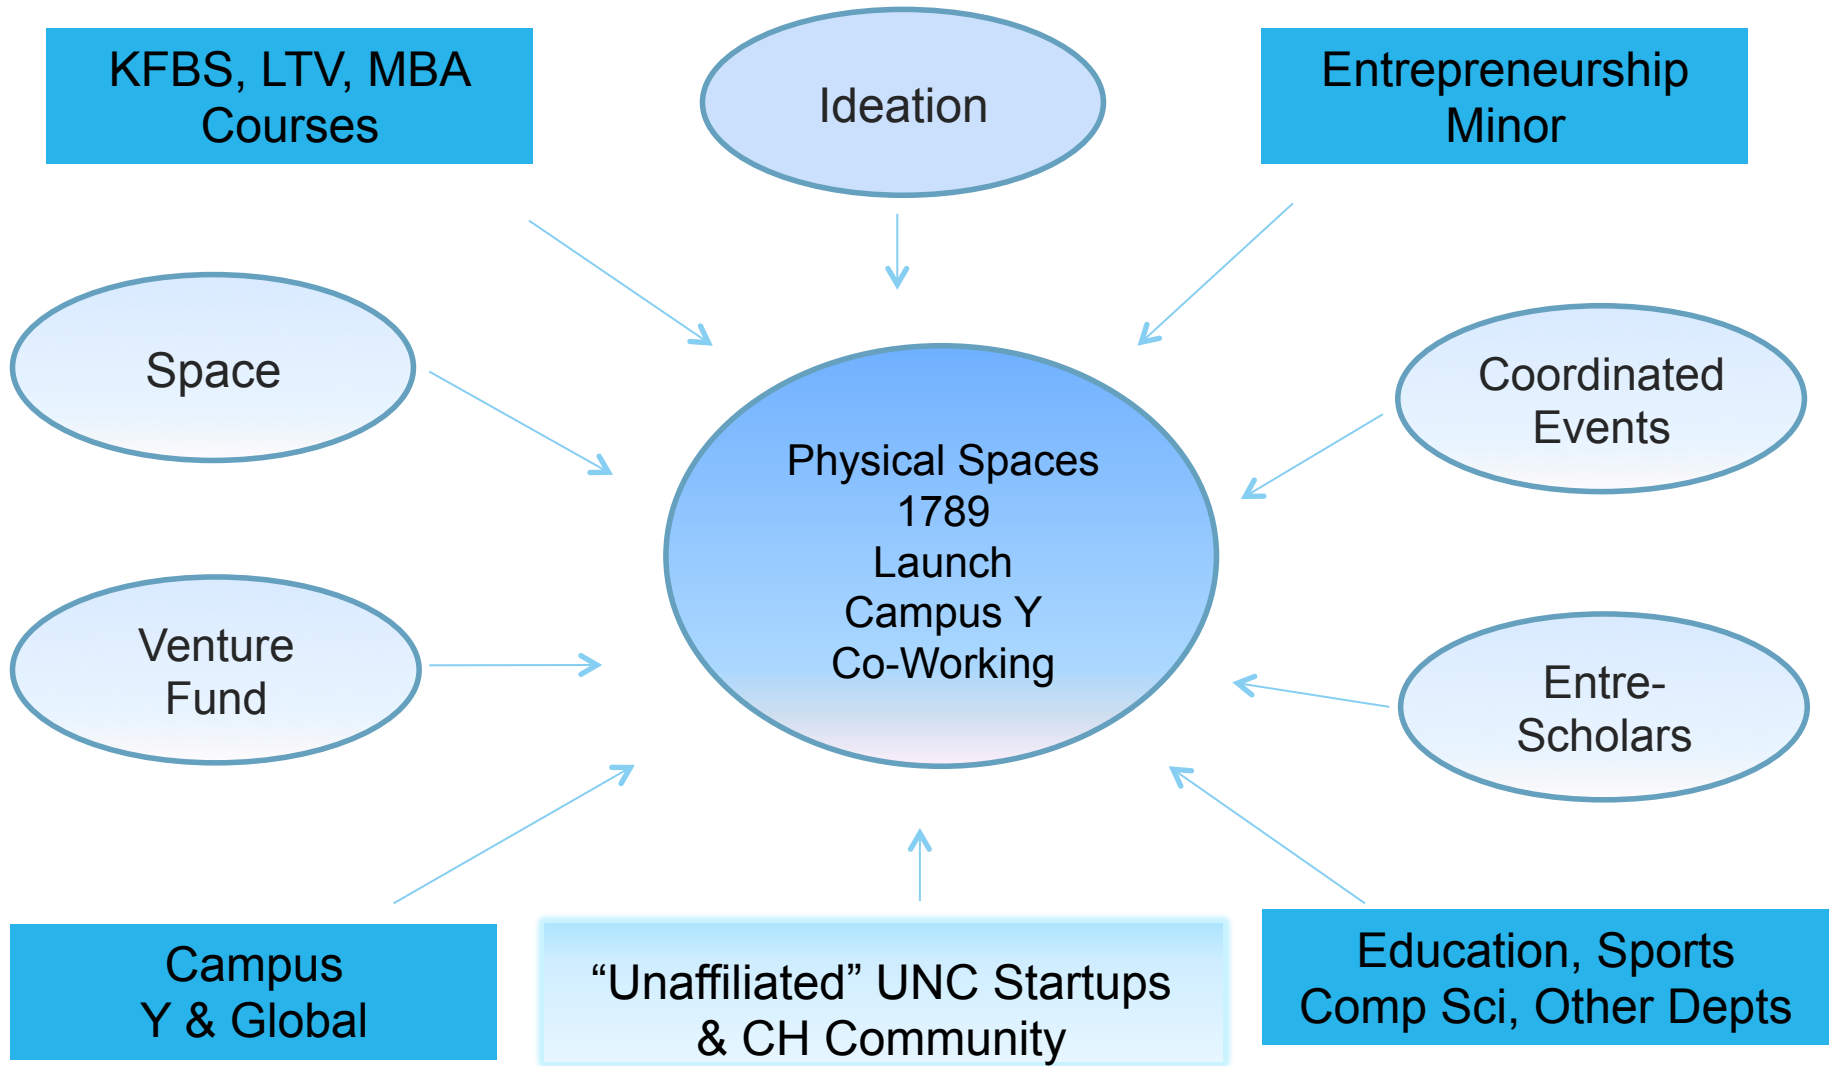 KFBS, LTV, MBA
Courses
Ideation
Entrepreneurship
Minor
Space
Coordinated
Events
Physical Spaces
1789
Launch
Campus Y
Co-Working
Venture
Fund
Entre-
Scholars
Campus
Y & Global
“Unaffiliated” UNC Startups
& CH Community
Education, Sports
Comp Sci, Other Depts